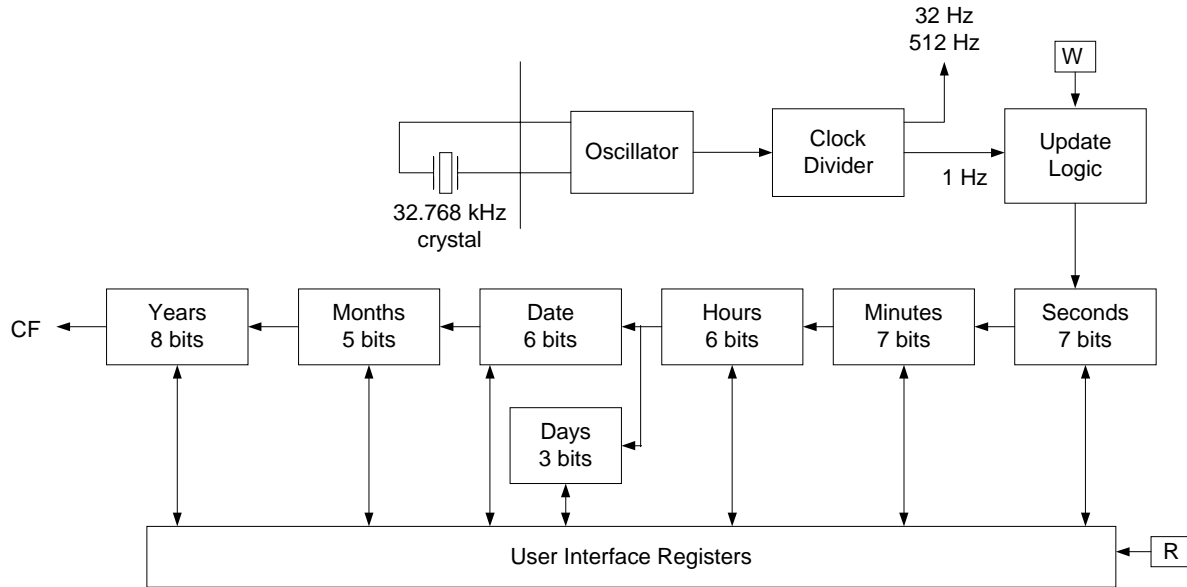 32 Hz
512 Hz
W
Oscillator
Clock
Divider
Update
Logic
1 Hz
32.768 kHz
crystal
CF
Years
8 bits
Months
5 bits
Date
6 bits
Hours
6 bits
Minutes
7 bits
Seconds
7 bits
Days
3 bits
User Interface Registers
R